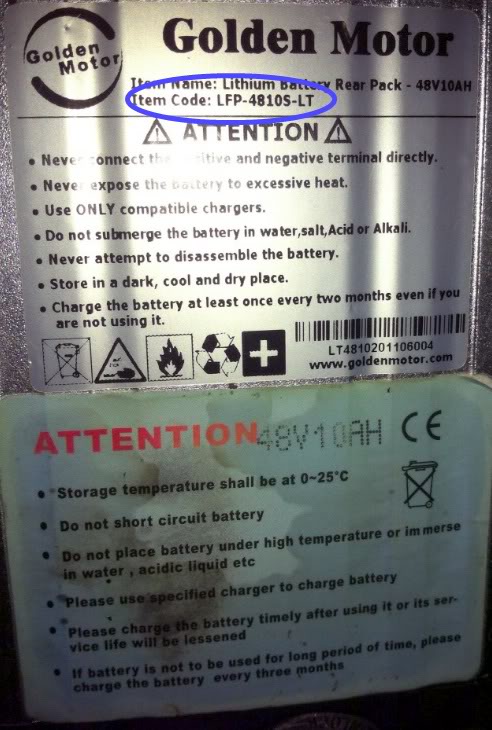 Golden
Motor
Golden Motor
Item Name: Lithium Battery Rear Pack - 48V10AH
Item Code: LFP-4810S-LT
ATTENTION
• Never connect the positive and negative terminal directly.
• Never expose the battery to excessive heat.
• Use ONLY compatible chargers.
• Do not submerge the battery in water,salt,Acid or Alkali.
• Never attempt to disassemble the battery.
• Store in a dark, cool and dry place.
• Charge the battery at least once every two months even if you
are not using it.
LT4810201106004
www.goldenmotor.com
ATTENTION 48V10AH CE
• Storage temperature shall be at 0~25°C
• Do not short circuit battery
• Do not place battery under high temperature or immerse
in water , acidic liquid etc
• Please use specified charger to charge battery
• Please charge the battery timely after using it or its ser-
vice life will be lessened
• If battery is not to be used for long period of time, please
charge the battery every three months